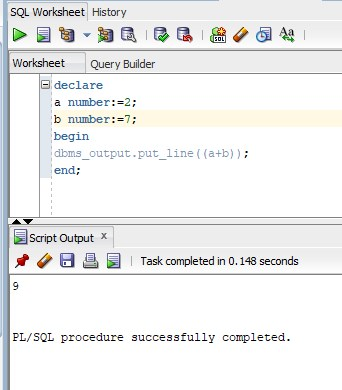 SQL Worksheet History
Worksheet Query Builder
declare
a number:=2;
b number:=7;
begin
dbms_output.put_line((a+b));
end;
Script Output x
Task completed in 0.148 seconds
9
PL/SQL procedure successfully completed.